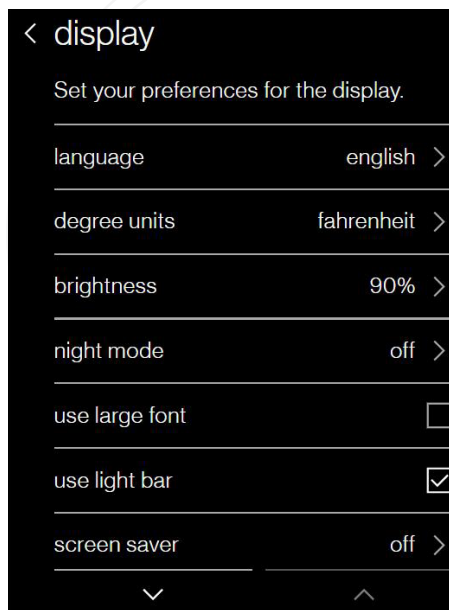 display
Set your preferences for the display.
language english
degree units fahrenheit
brightness 90%
night mode off
use large font
use light bar
screen saver off